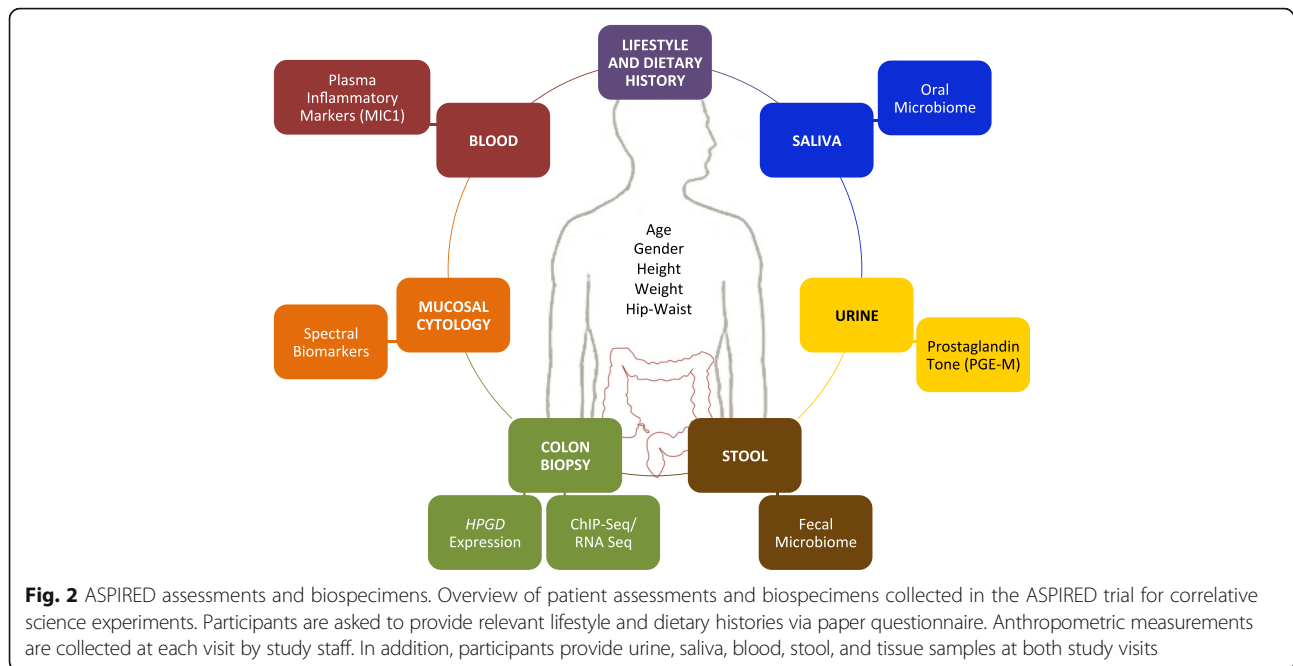 LIFESTYLE
AND DIETARY
HISTORY
Plasma
Inflammatory
Markers (MIC1)
BLOOD
Oral
Microbiome
SALIVA
Age
Gender
Height
Weight
Hip-Waist
MUCOSAL
CYTOLOGY
Spectral
Biomarkers
URINE
Prostaglandin
Tone (PGE-M)
COLON
BIOPSY
HPGD
Expression
ChIP-Seq/
RNA Seq
STOOL
Fecal
Microbiome
Fig. 2 ASPIRED assessments and biospecimens. Overview of patient assessments and biospecimens collected in the ASPIRED trial for correlative
science experiments. Participants are asked to provide relevant lifestyle and dietary histories via paper questionnaire. Anthropometric measurements
are collected at each visit by study staff. In addition, participants provide urine, saliva, blood, stool, and tissue samples at both study visits